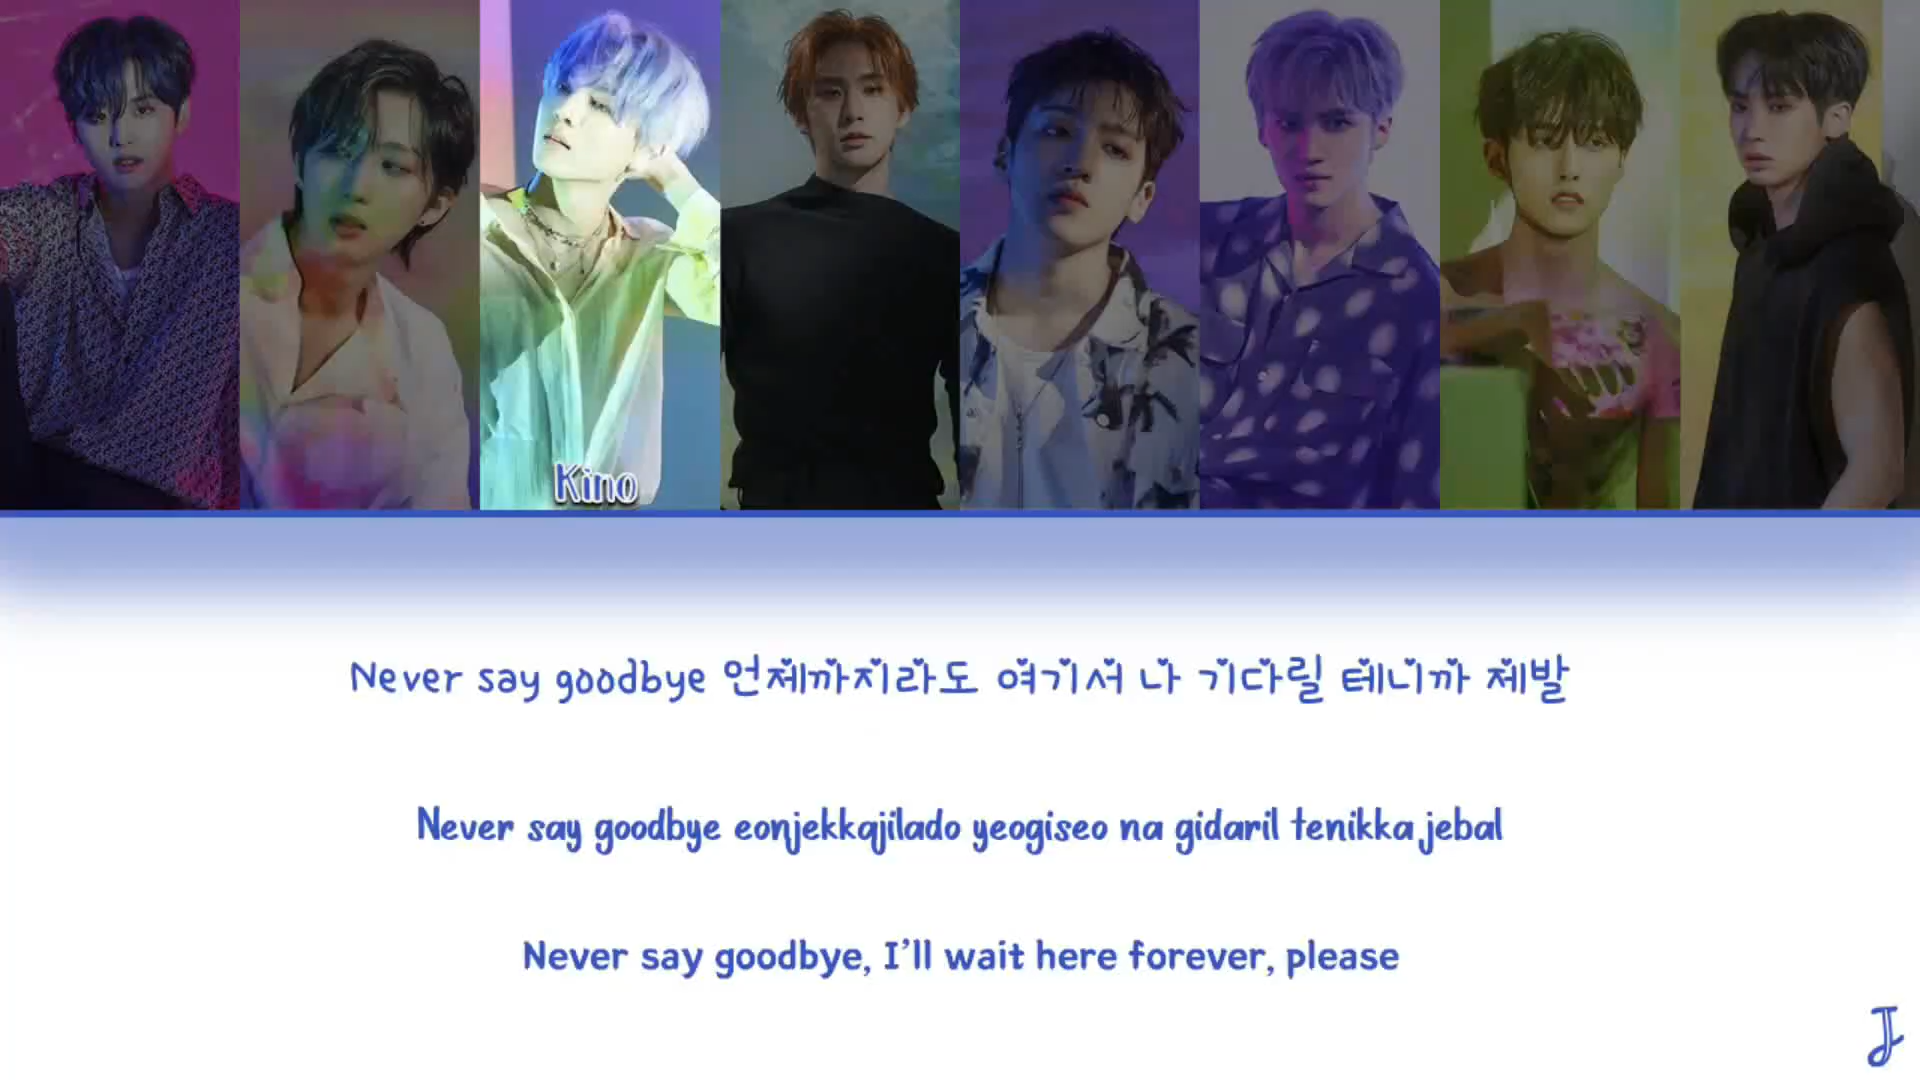 Kino
Never say goodbye 언제까지라도 여기서 나 기다릴 테니까 제발
Never say goodbye eonjekkajilado yeogiseo na gidaril tenikka jebal
Never say goodbye, I'll wait here forever, please
J